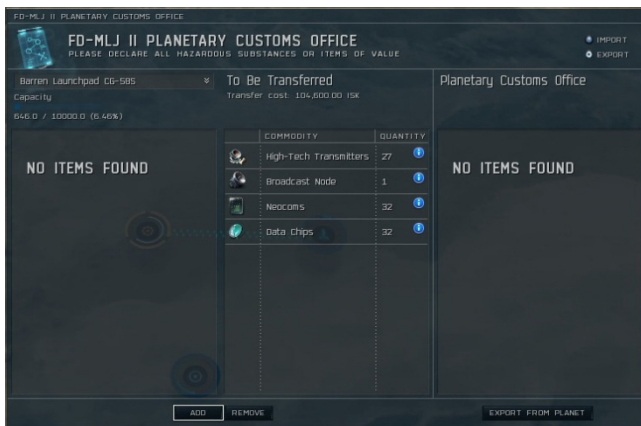 FD-MLJ II PLANETARY CUSTOMS OFFICE
FD-MLJ II PLANETARY CUSTOMS OFFICE
PLEASE DECLARE ALL HAZARDOUS SUBSTANCES OR ITEMS OF VALUE
IMPORT
EXPORT
Barren Launchpad CG-585
Capacity
646.0 / 10000.0 (6.46%)
NO ITEMS FOUND
To Be Transferred
Transfer cost: 104,600.00 ISK
COMMODITY QUANTITY
High-Tech Transmitters 27
Broadcast Node 1
Neocoms 32
Data Chips 32
Planetary Customs Office
NO ITEMS FOUND
ADD REMOVE
EXPORT FROM PLANET